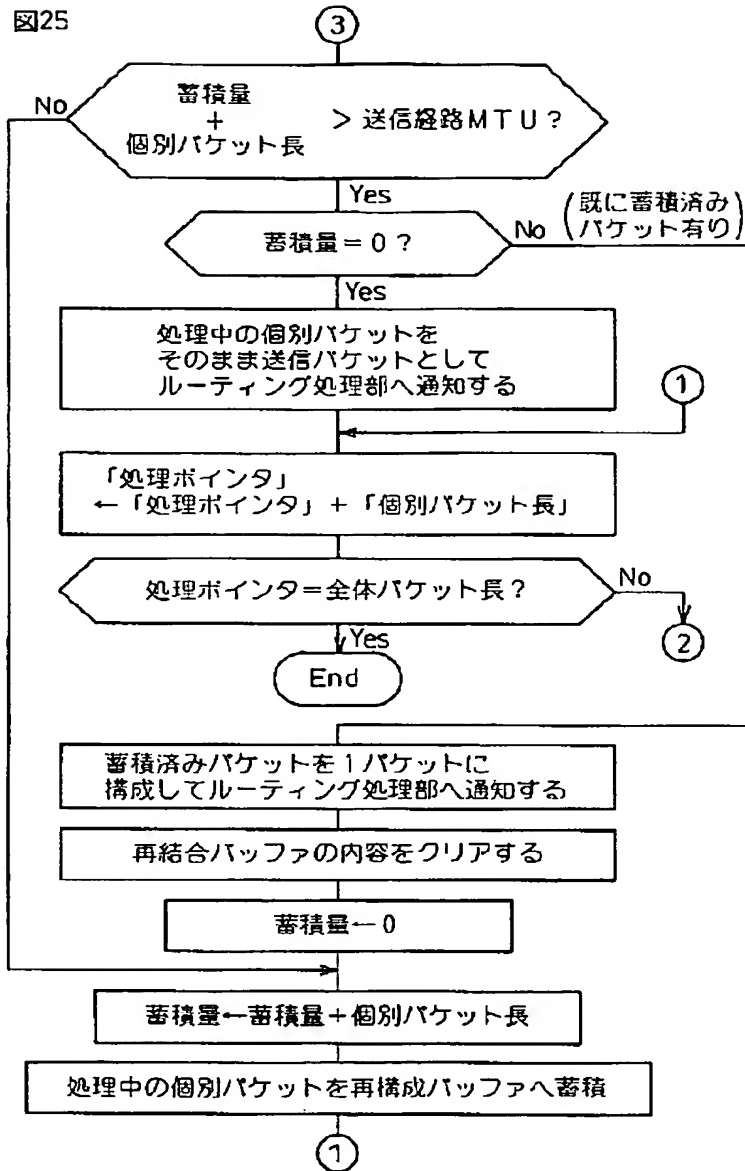 図25
③
蓄積量
+
個別パケット長
> 送信経路MTU?
No
Yes
蓄積量=0?
No
(既に蓄積済み
パケット有り)
Yes
処理中の個別パケットを
そのまま送信パケットとして
ルーティング処理部へ通知する
①
「処理ポインタ」
←「処理ポインタ」+「個別パケット長」
処理ポインタ=全体パケット長?
No
②
Yes
End
蓄積済みパケットを1パケットに
構成してルーティング処理部へ通知する
再結合バッファの内容をクリアする
蓄積量←0
蓄積量←蓄積量+個別パケット長
処理中の個別パケットを再構成バッファへ蓄積
①